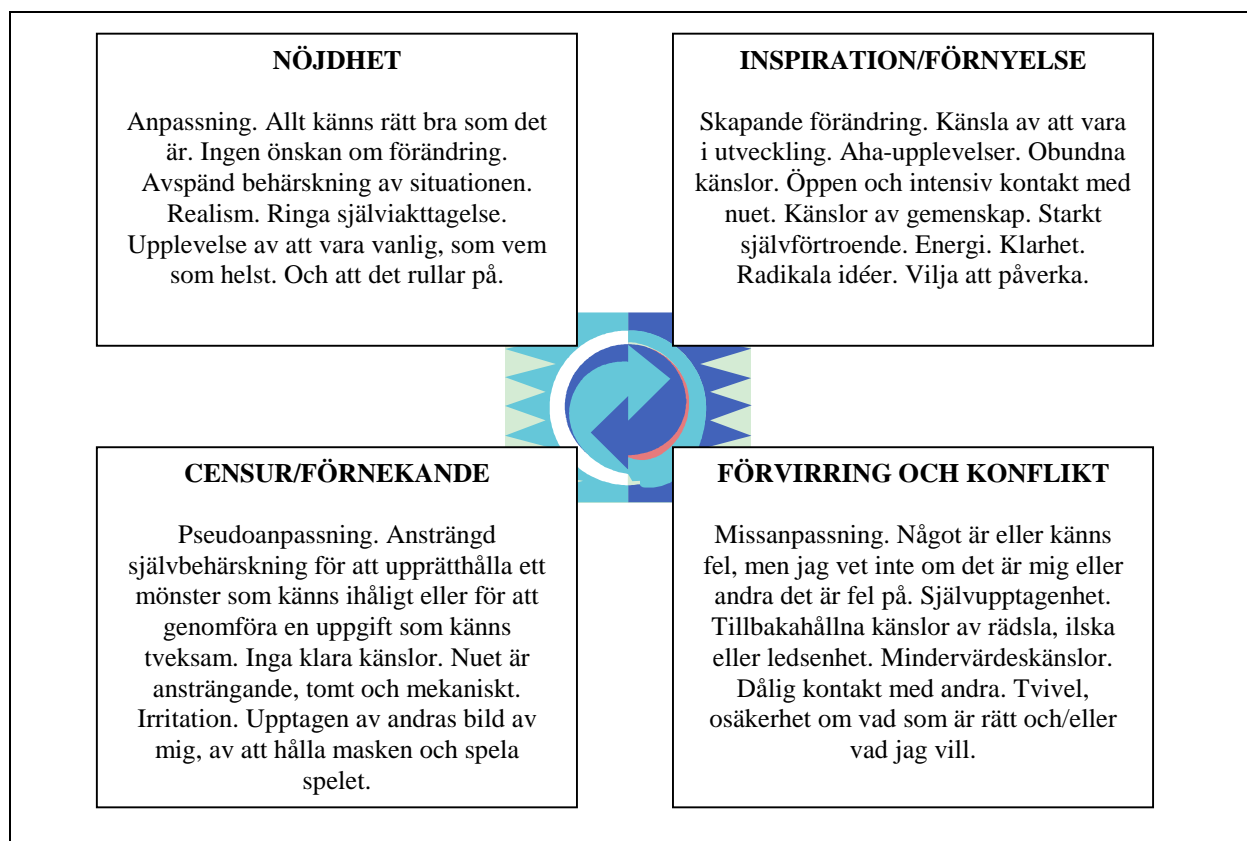 NÖJDHET
Anpassning. Allt känns rätt bra som det
är. Ingen önskan om förändring.
Avspänd behärskning av situationen.
Realism. Ringa själviakttagelse.
Upplevelse av att vara vanlig, som vem
som helst. Och att det rullar på.
INSPIRATION/FÖRNYELSE
Skapande förändring. Känsla av att vara
i utveckling. Aha-upplevelser. Obundna
känslor. Öppen och intensiv kontakt med
nuet. Känslor av gemenskap. Starkt
självförtroende. Energi. Klarhet.
Radikala idéer. Vilja att påverka.
CENSUR/FÖRNEKANDE
Pseudoanpassning. Ansträngd
självbehärskning för att upprätthålla ett
mönster som känns ihåligt eller för att
genomföra en uppgift som känns
tveksam. Inga klara känslor. Nuet är
ansträngande, tomt och mekaniskt.
Irritation. Upptagen av andras bild av
mig, av att hålla masken och spela
spelet.
FÖRVIRRING OCH KONFLIKT
Missanpassning. Något är eller känns
fel, men jag vet inte om det är mig eller
andra det är fel på. Självupptagenhet.
Tillbakahållna känslor av rädsla, ilska
eller ledsenhet. Mindervärdeskänslor.
Dålig kontakt med andra. Tvivel,
osäkerhet om vad som är rätt och/eller
vad jag vill.